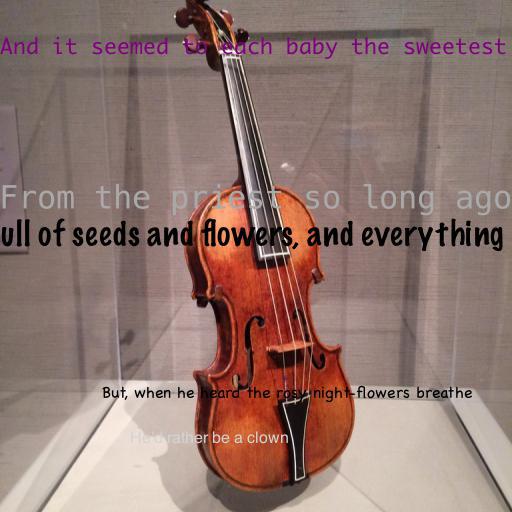 And it seemed to each baby the sweetest
From the priest so long ago
ull of seeds and flowers, and everything
But, when he heard the rosy night-flowers breathe
He'd rather be a clown